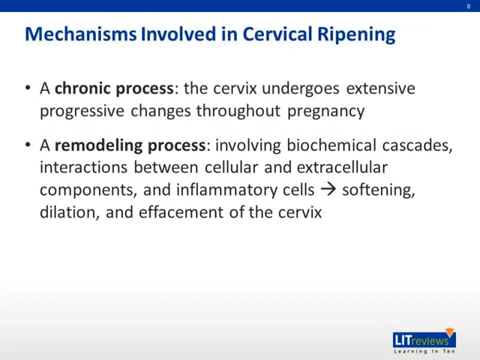 8
Mechanisms Involved in Cervical Ripening
• A chronic process: the cervix undergoes extensive
progressive changes throughout pregnancy
• A remodeling process: involving biochemical cascades,
interactions between cellular and extracellular
components, and inflammatory cells → softening,
dilation, and effacement of the cervix
LITreviews
Learning In Ten